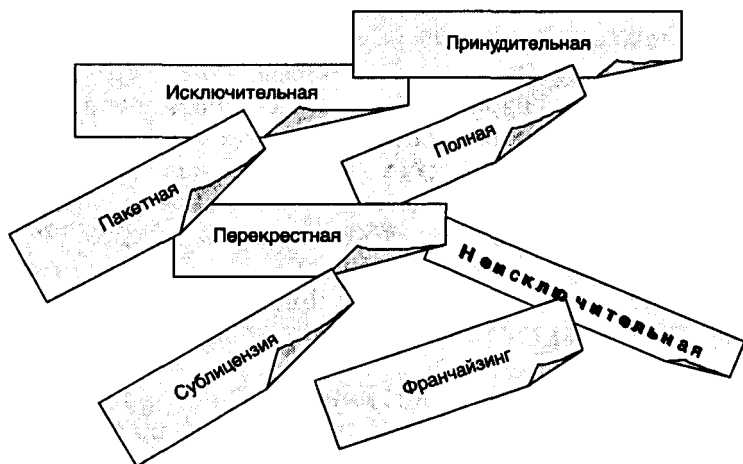 Принудительная
Исключительная
Полная
Пакетная
Перекрестная
Неисключительная
Сублицензия
Франчайзинг